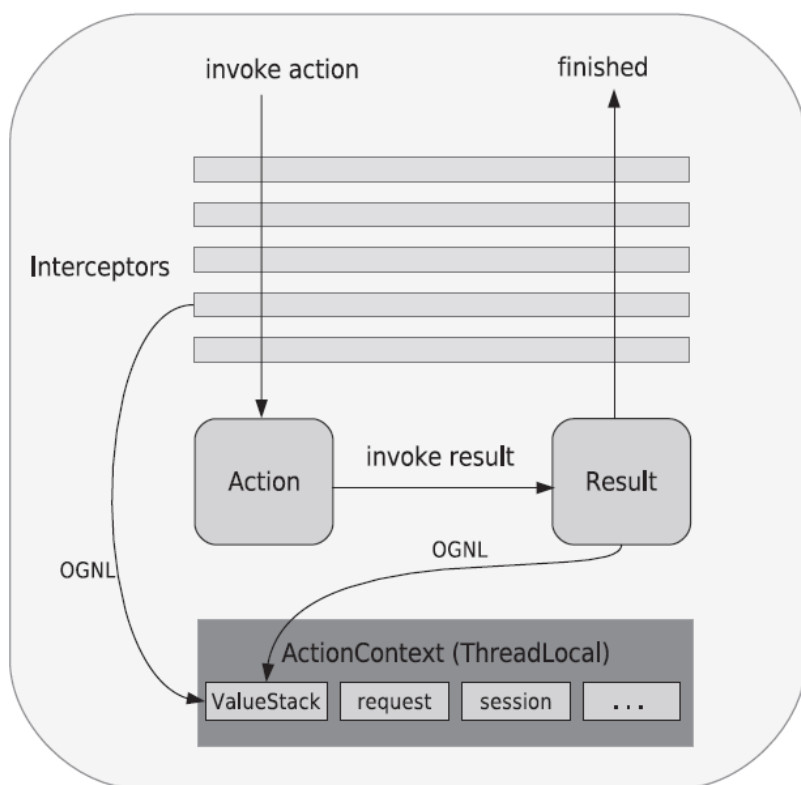 invoke action
finished
Interceptors
Action
invoke result
Result
OGNL
OGNL
ActionContext (ThreadLocal)
ValueStack
request
session
...